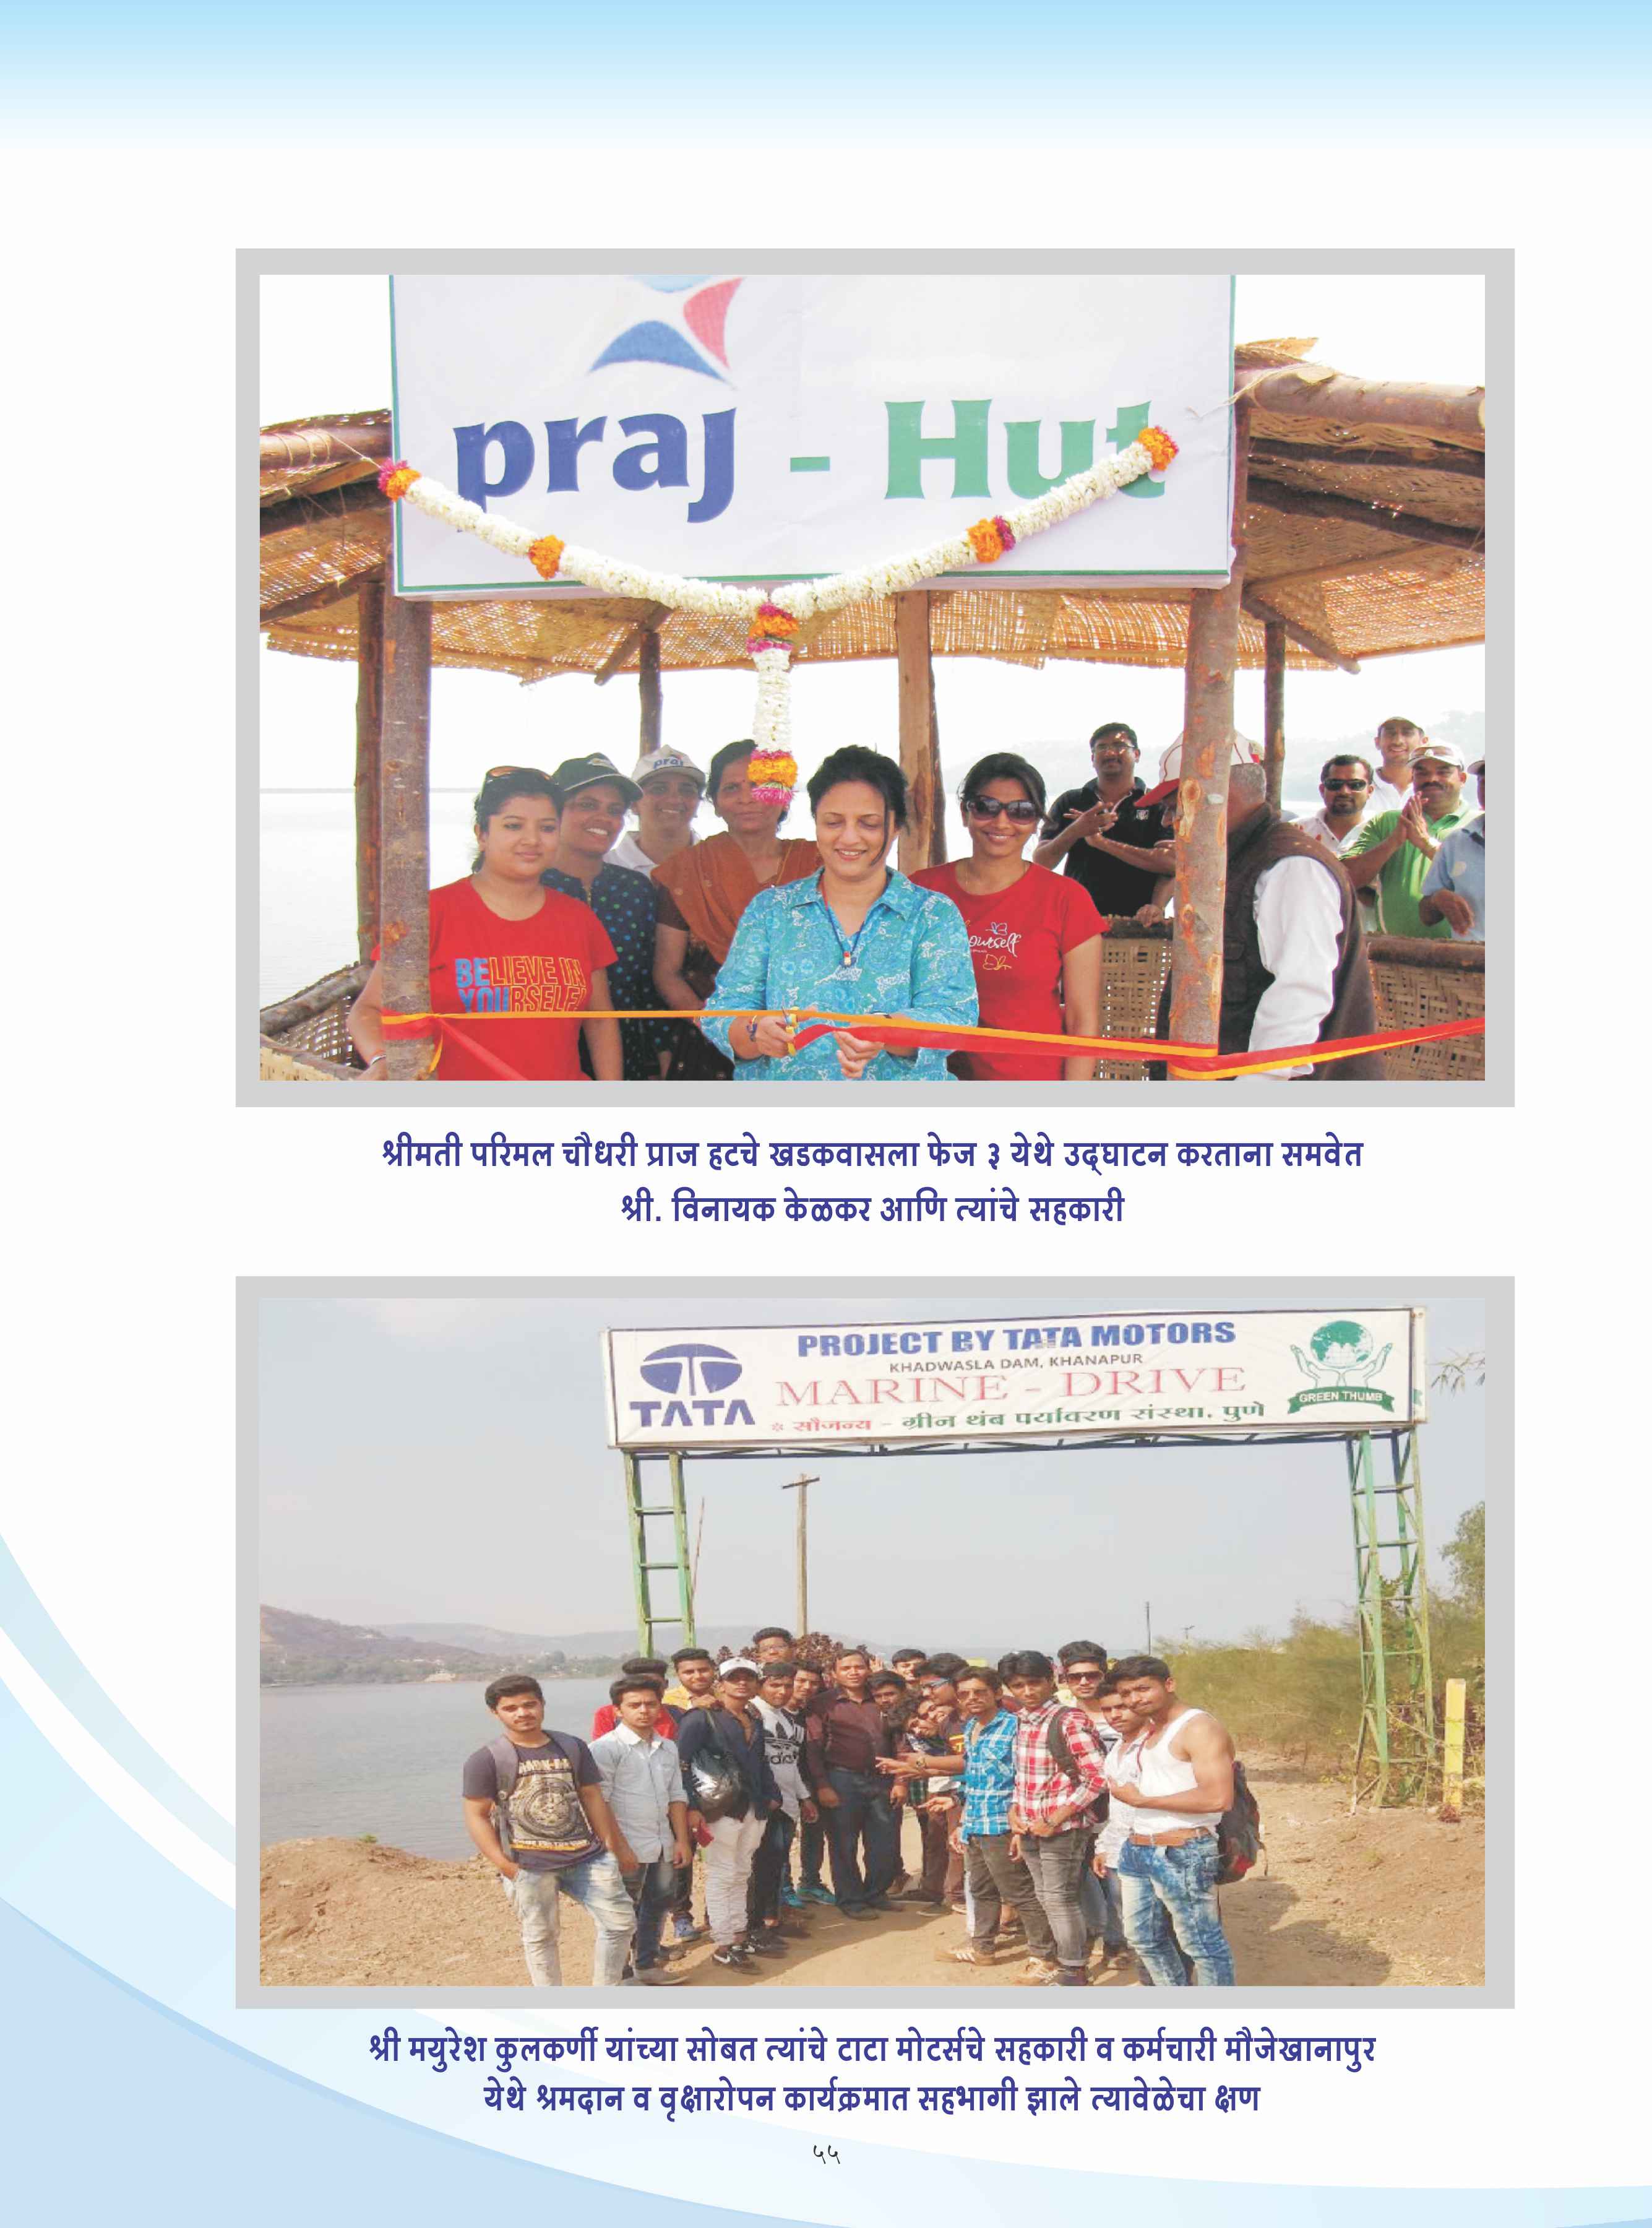 praj - Hut
praj
BELIEVE IN
YOURSELF!
ourself
श्रीमती परिमल चौधरी प्राज हटचे खडकवासला फेज ३ येथे उद्घाटन करताना समवेत
श्री. विनायक केळकर आणि त्यांचे सहकारी
PROJECT BY TATA MOTORS
KHADWASLA DAM, KHANAPUR
MARINE - DRIVE
TATA
GREEN THUMB
* सौजन्य - ग्रीन थंब पर्यावरण संस्था. पुणे
श्री मयुरेश कुलकर्णी यांच्या सोबत त्यांचे टाटा मोटर्सचे सहकारी व कर्मचारी मौजेखानापुर
येथे श्रमदान व वृक्षारोपन कार्यक्रमात सहभागी झाले त्यावेळेचा क्षण
५५